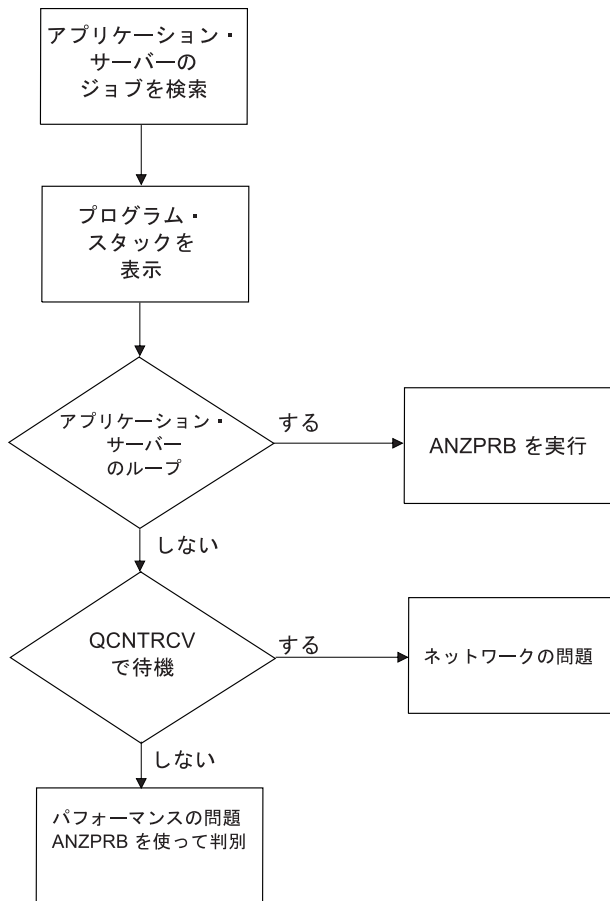 アプリケーション・
サーバーの
ジョブを検索
プログラム・
スタックを
表示
アプリケーション・
サーバー
のループ
する
ANZPRB を実行
しない
QCNTRCV
で待機
する
ネットワークの問題
しない
パフォーマンスの問題
ANZPRB を使って判別